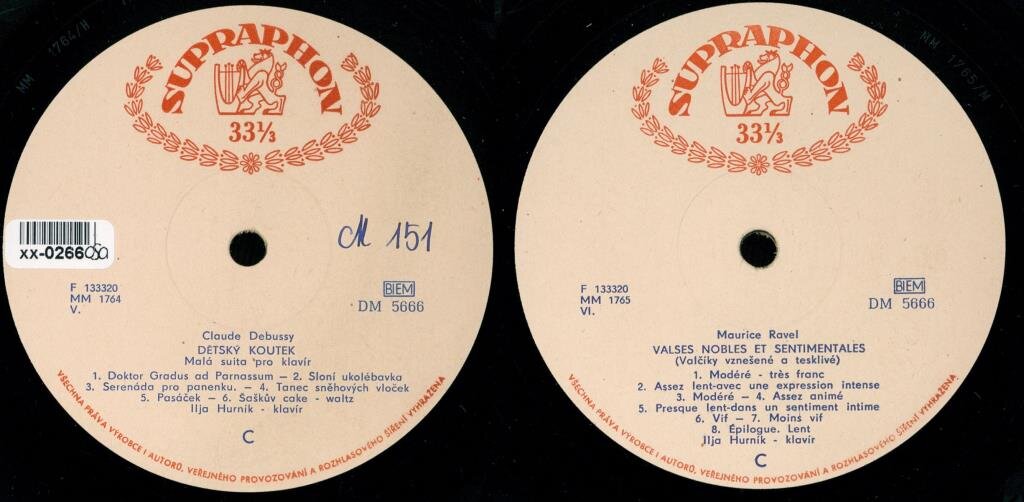 MM 1764/H
SUPRAPHON
33⅓
xx-0266
M 151
F 133320
MM 1764
V.
BIEM
DM 5666
Claude Debussy
DĚTSKÝ KOUTEK
Malá suita pro klavír
1. Doktor Gradus ad Parnassum – 2. Sloní ukolébavka
3. Serenáda pro panenku. – 4. Tanec sněhových vloček
5. Pasáček – 6. Šaškův cake - waltz
Ilja Hurník - klavír
C
VŠECHNA PRÁVA VÝROBCE I AUTORŮ, VEŘEJNÉHO PROVOZOVÁNÍ A ROZHLASOVÉHO ŠÍŘENÍ VYHRAŽENA
MM 1765/M
SUPRAPHON
33⅓
F 133320
MM 1765
VI.
BIEM
DM 5666
Maurice Ravel
VALSES NOBLES ET SENTIMENTALES
(Valčíky vznešené a tesklivé)
1. Modéré - très franc
2. Assez lent-avec une expression intense
3. Modéré – 4. Assez animé
5. Presque lent-dans un sentiment intime
6. Vif – 7. Moins vif
8. Épilogue. Lent
Ilja Hurník - klavír
C
VŠECHNA PRÁVA VÝROBCE I AUTORŮ, VEŘEJNÉHO PROVOZOVÁNÍ A ROZHLASOVÉHO ŠÍŘENÍ VYHRAŽENA